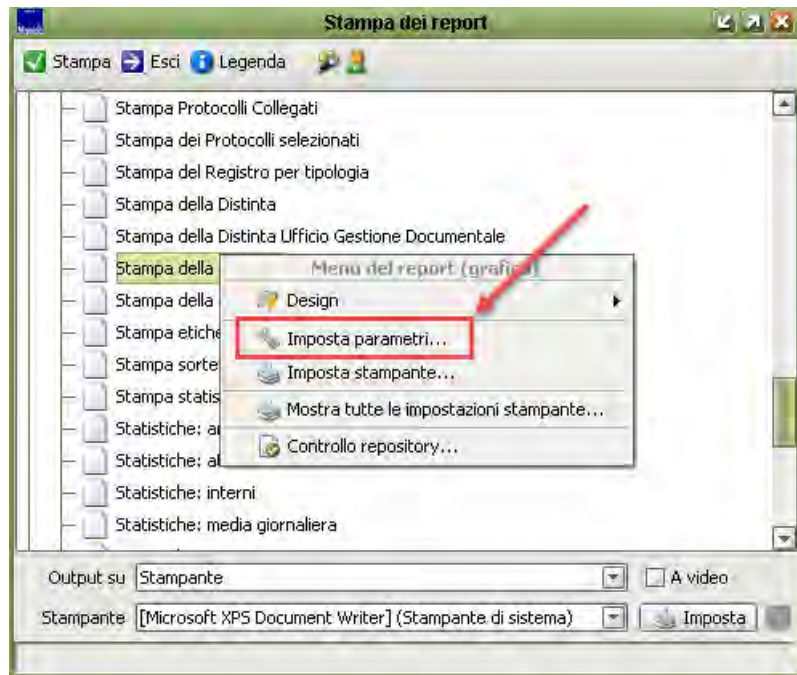 Stampa dei report
Stampa Esci Legenda
Stampa Protocolli Collegati
Stampa dei Protocolli selezionati
Stampa del Registro per tipologia
Stampa della Distinta
Stampa della Distinta Ufficio Gestione Documentale
Stampa della
Menu del report (grafico)
Stampa della
Design
Stampa etiche
Imposta parametri...
Stampa sorte
Imposta stampante...
Stampa statis
Mostra tutte le impostazioni stampante...
Statistiche: a
Controllo repository...
Statistiche: al
Statistiche: interni
Statistiche: media giornaliera
Output su Stampante A video
Stampante [Microsoft XPS Document Writer] (Stampante di sistema) Imposta